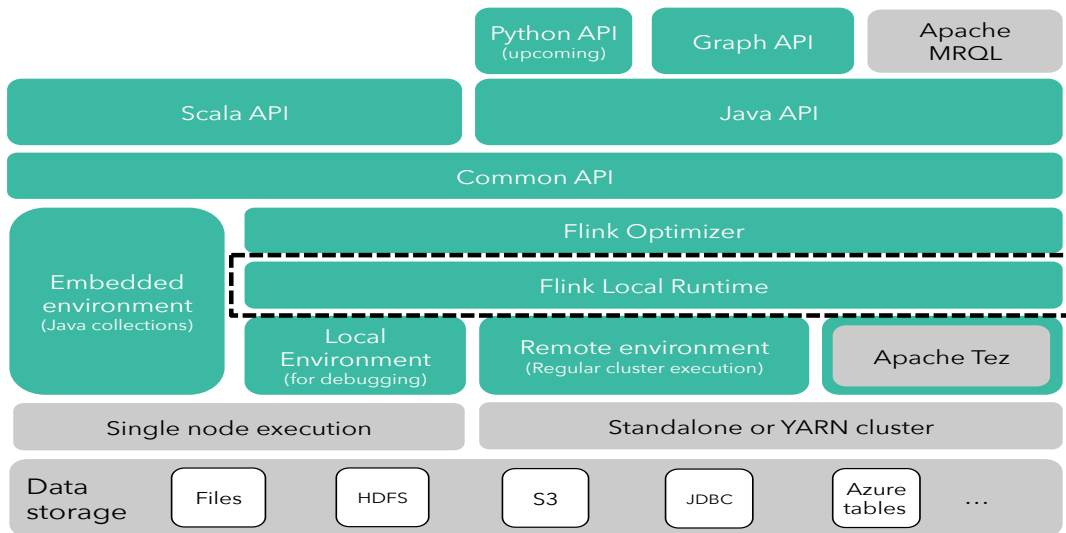 Python API
(upcoming)
Graph API
Apache
MRQL
Scala API
Java API
Common API
Flink Optimizer
Embedded
environment
(Java collections)
Flink Local Runtime
Local
Environment
(for debugging)
Remote environment
(Regular cluster execution)
Apache Tez
Single node execution
Standalone or YARN cluster
Data
storage
Files
HDFS
S3
JDBC
Azure
tables
...